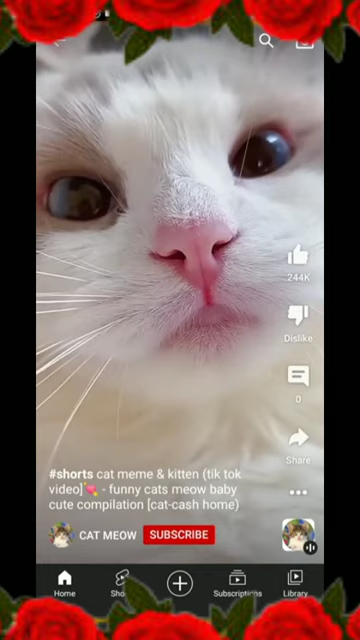 244K
Dislike
0
Share
#shorts cat meme & kitten (tik tok
video]💘 - funny cats meow baby
cute compilation [cat-cash home)
CAT MEOW
SUBSCRIBE
Home
Sho
Subscriptions
Library